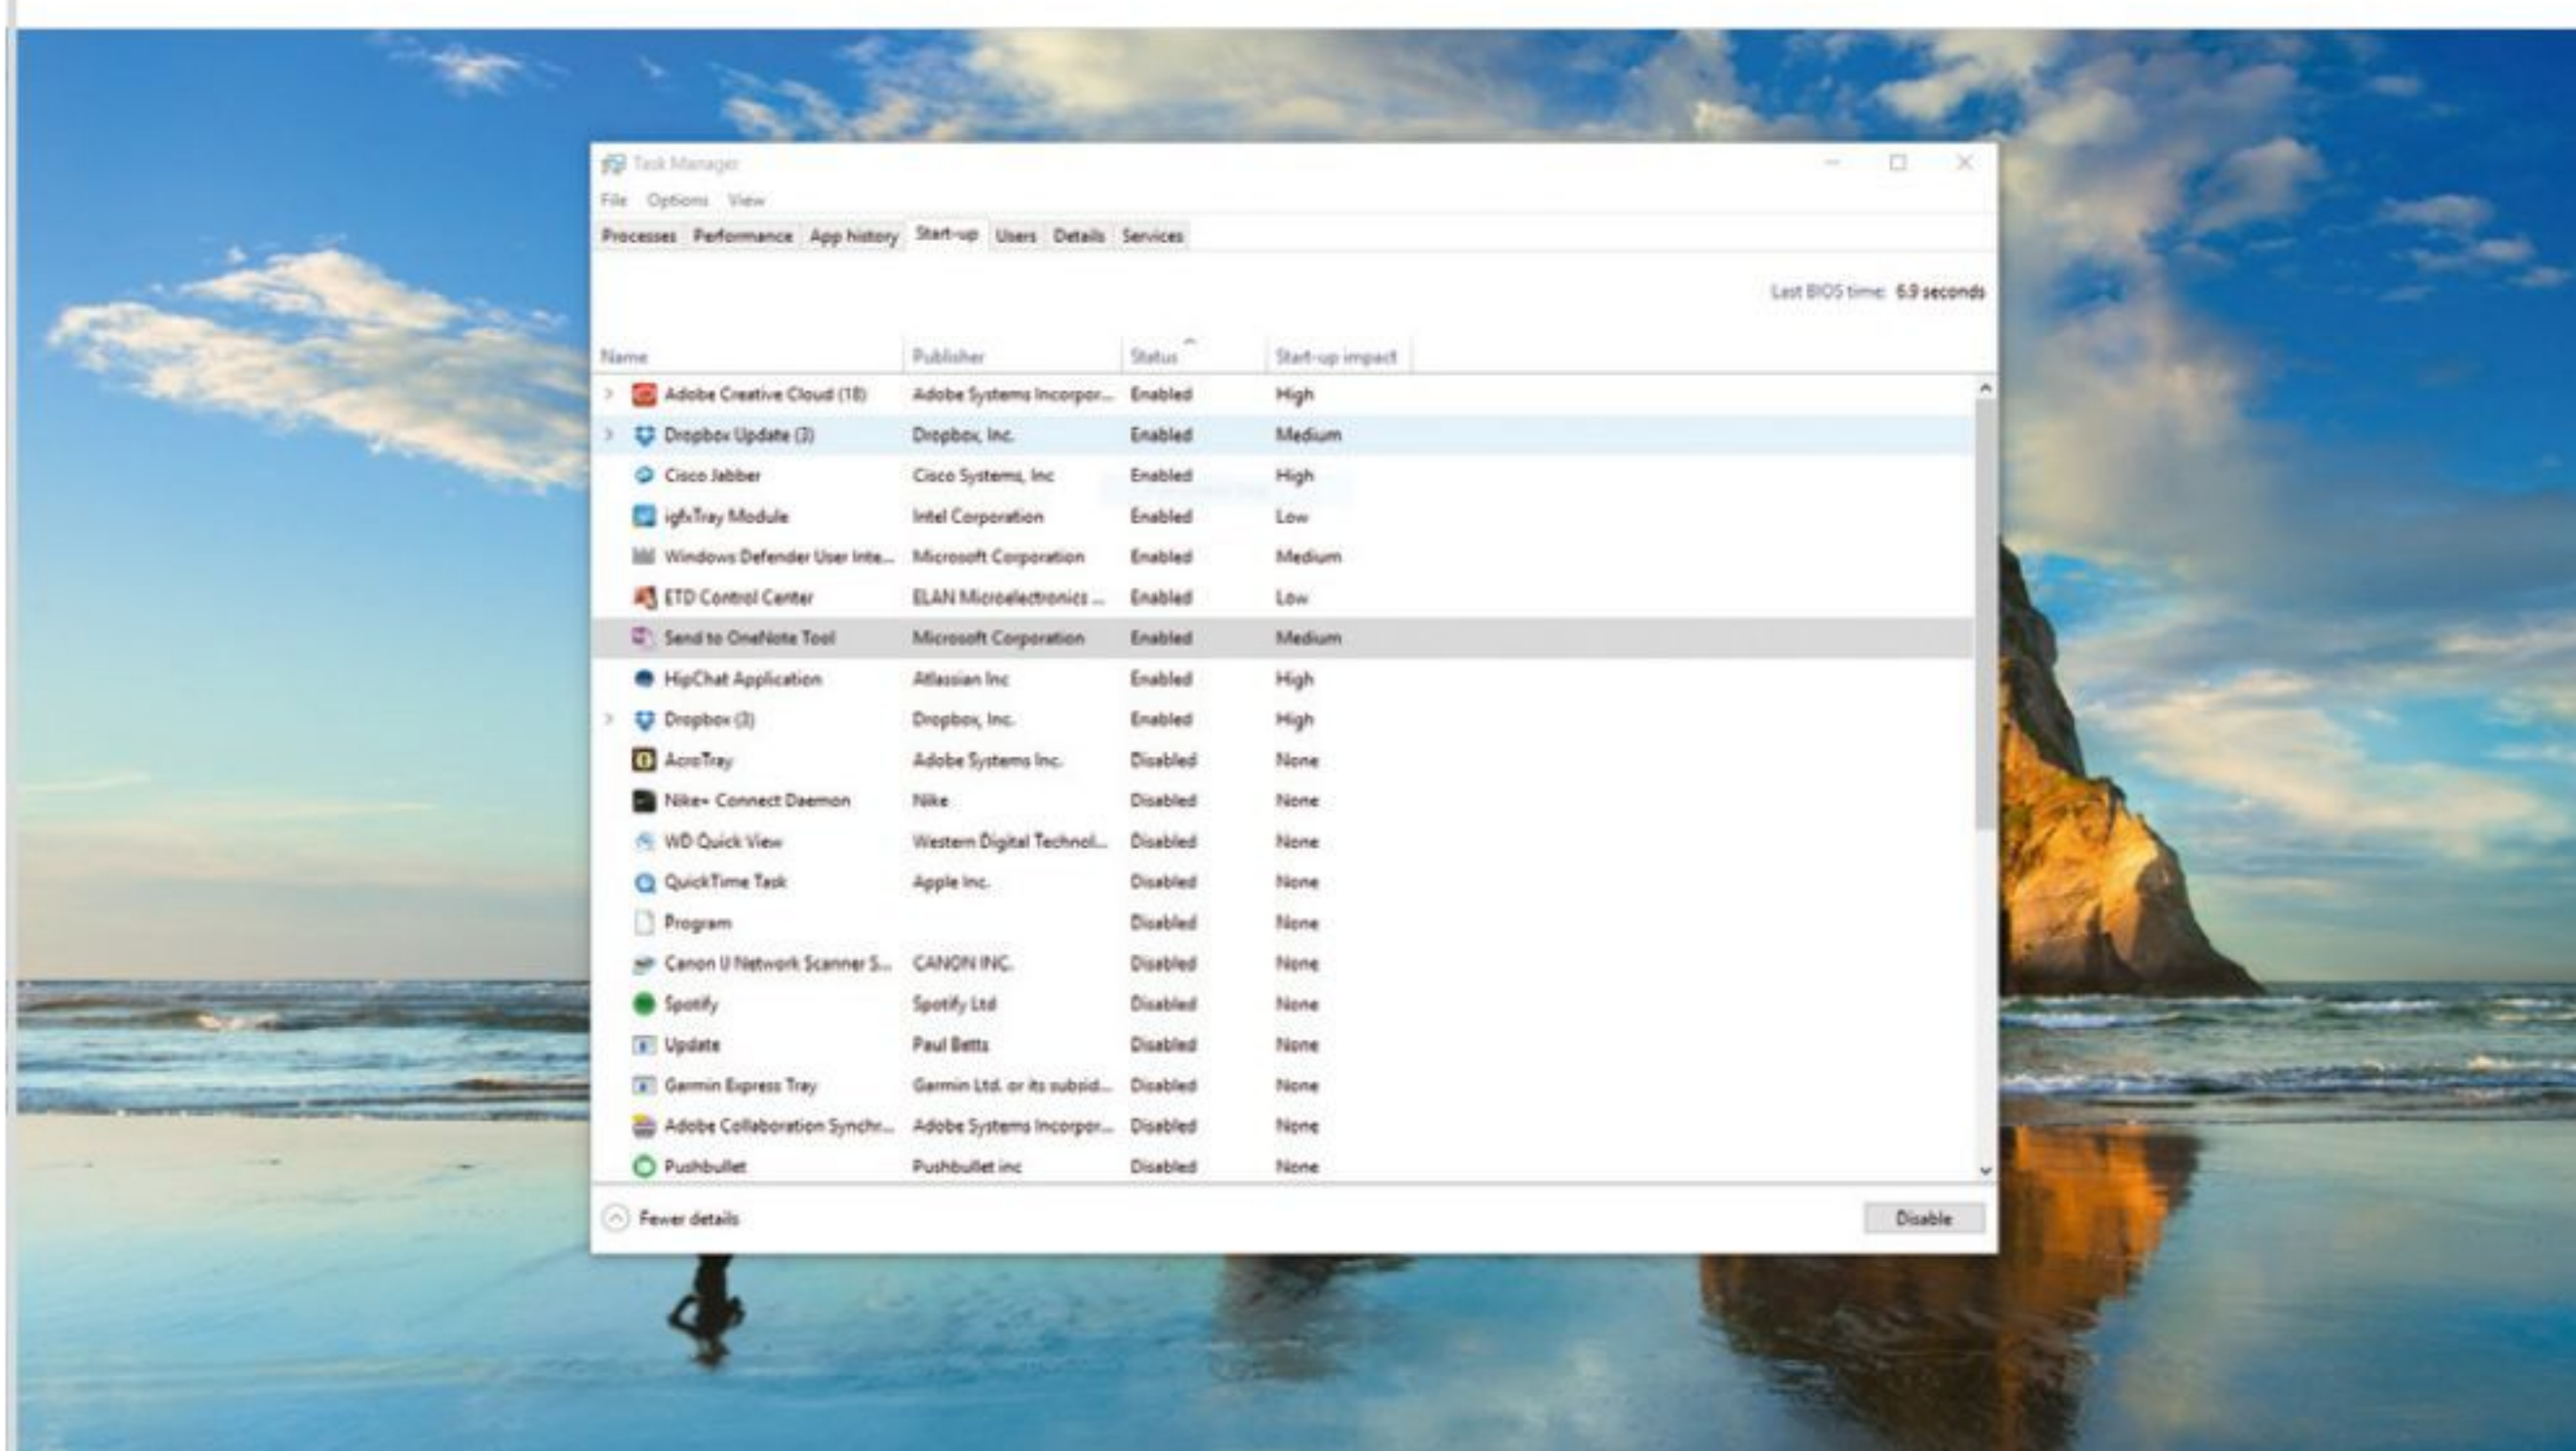 Task Manager
File Options View
Processes Performance App history Start-up Users Details Services
Last BIOS time: 6.9 seconds
Name Publisher Status Start-up impact
Adobe Creative Cloud (18) Adobe Systems Incorpor... Enabled High
Dropbox Update (3) Dropbox, Inc. Enabled Medium
Cisco Jabber Cisco Systems, Inc Enabled High
igfxTray Module Intel Corporation Enabled Low
Windows Defender User Inte... Microsoft Corporation Enabled Medium
ETD Control Center ELAN Microelectronics ... Enabled Low
Send to OneNote Tool Microsoft Corporation Enabled Medium
HipChat Application Atlassian Inc Enabled High
Dropbox (3) Dropbox, Inc. Enabled High
AcroTray Adobe Systems Inc. Disabled None
Nike+ Connect Daemon Nike Disabled None
WD Quick View Western Digital Technol... Disabled None
QuickTime Task Apple Inc. Disabled None
Program Disabled None
Canon IJ Network Scanner S... CANON INC. Disabled None
Spotify Spotify Ltd Disabled None
Update Paul Betts Disabled None
Garmin Express Tray Garmin Ltd. or its subsid... Disabled None
Adobe Collaboration Synchr... Adobe Systems Incorpor... Disabled None
Pushbullet Pushbullet inc Disabled None
Fewer details Disable